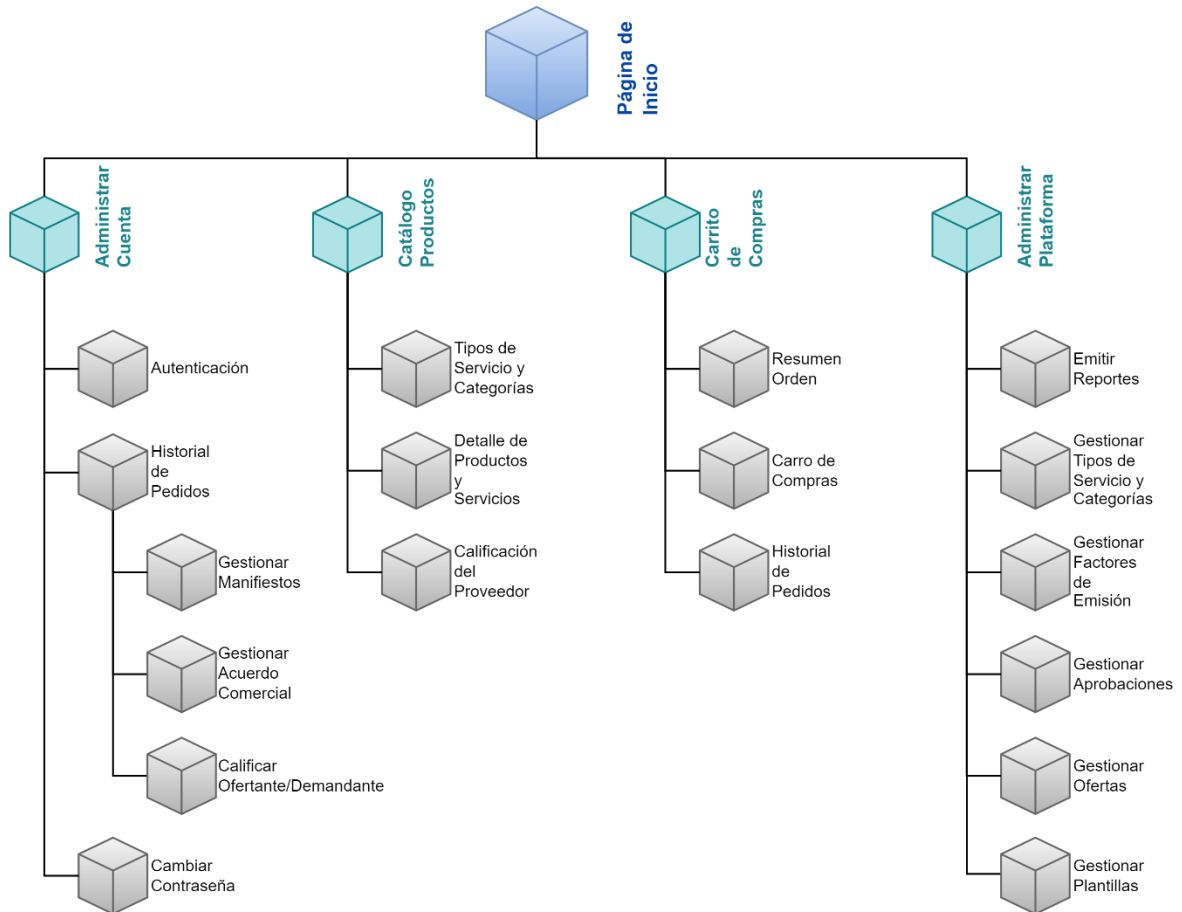 Página de
Inicio
Administrar
Cuenta
Autenticación
Historial
de
Pedidos
Gestionar
Manifiestos
Gestionar
Acuerdo
Comercial
Calificar
Ofertante/Demandante
Cambiar
Contraseña
Catálogo
Productos
Tipos de
Servicio y
Categorías
Detalle de
Productos
y
Servicios
Calificación
del
Proveedor
Carrito
de
Compras
Resumen
Orden
Carro de
Compras
Historial
de
Pedidos
Administrar
Plataforma
Emitir
Reportes
Gestionar
Tipos de
Servicio y
Categorías
Gestionar
Factores
de
Emisión
Gestionar
Aprobaciones
Gestionar
Ofertas
Gestionar
Plantillas